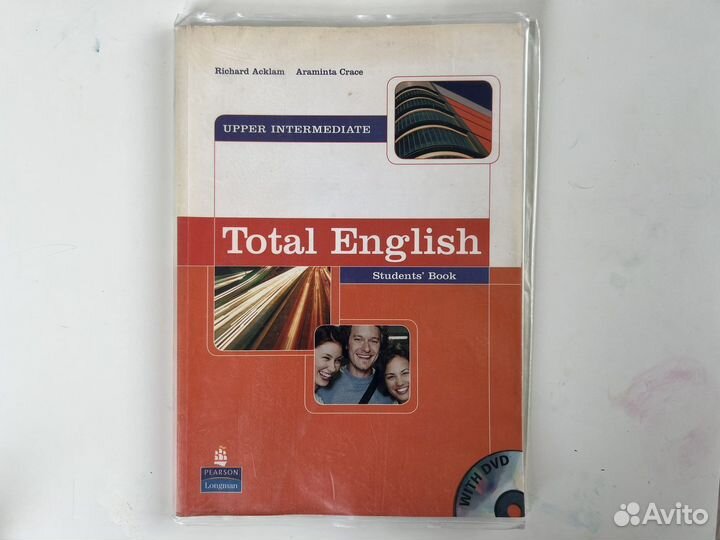 Richard Acklam Araminta Crace
UPPER INTERMEDIATE
Total English
Students' Book
PEARSON
Longman
WITH DVD
Avito